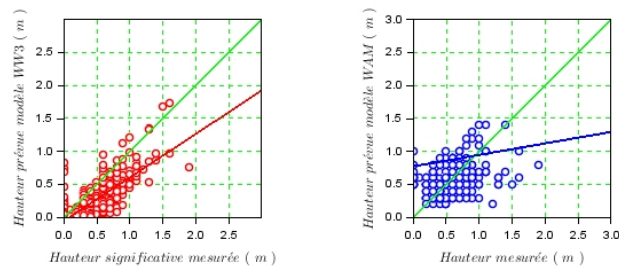 Hauteur prévue modèle WW3 ( m )
2.5
2.0
1.5
1.0
0.5
0.0
0.0 0.5 1.0 1.5 2.0 2.5
Hauteur significative mesurée ( m )
Hauteur prévue modèle WAM ( m )
3.0
2.5
2.0
1.5
1.0
0.5
0.0
0.0 0.5 1.0 1.5 2.0 2.5 3.0
Hauteur mesurée ( m )